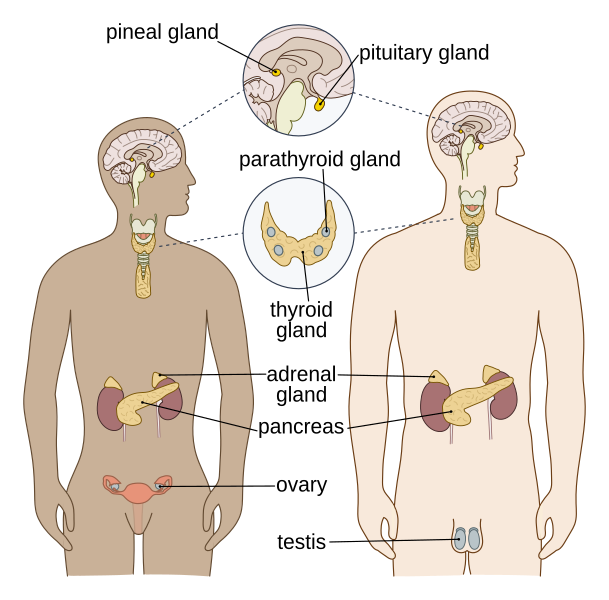 pineal gland
pituitary gland
parathyroid gland
thyroid
gland
adrenal
gland
pancreas
ovary
testis